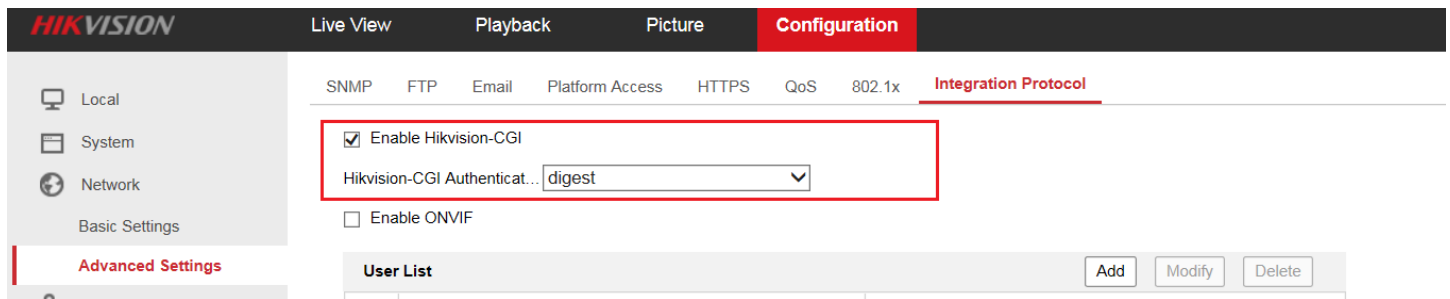 HIKVISION
Live View Playback Picture Configuration
SNMP FTP Email Platform Access HTTPS QoS 802.1x Integration Protocol
Local
System
Network
Basic Settings
Advanced Settings
Enable Hikvision-CGI
Hikvision-CGI Authenticat... digest
Enable ONVIF
User List Add Modify Delete